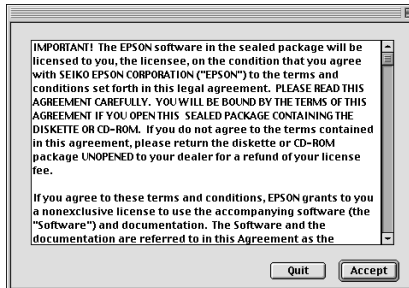 IMPORTANT! The EPSON software in the sealed package will be
licensed to you, the licensee, on the condition that you agree
with SEIKO EPSON CORPORATION ("EPSON") to the terms and
conditions set forth in this legal agreement. PLEASE READ THIS
AGREEMENT CAREFULLY. YOU WILL BE BOUND BY THE TERMS OF THIS
AGREEMENT IF YOU OPEN THIS SEALED PACKAGE CONTAINING THE
DISKETTE OR CD-ROM. If you do not agree to the terms contained
in this agreement, please return the diskette or CD-ROM
package UNOPENED to your dealer for a refund of your license
fee.
If you agree to these terms and conditions, EPSON grants to you
a nonexclusive license to use the accompanying software (the
"Software") and documentation. The Software and the
documentation are referred to in this Agreement as the
Quit Accept